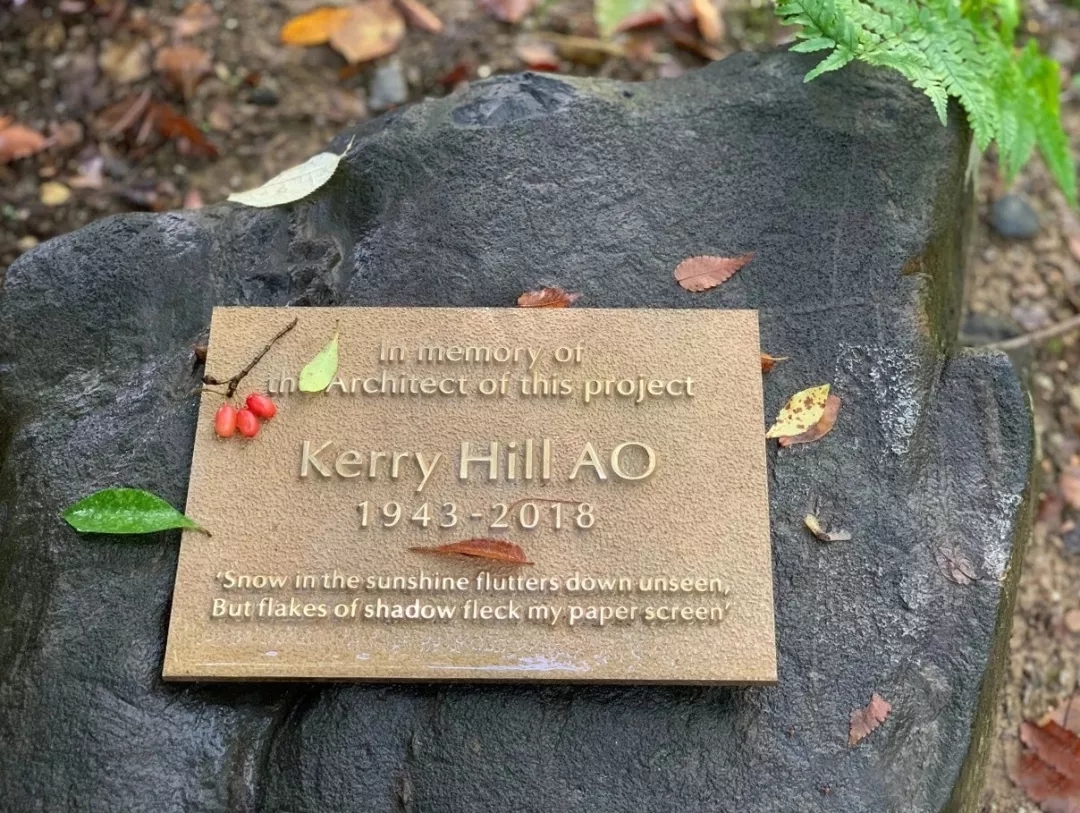 In memory of
the Architect of this project
Kerry Hill AO
1943-2018
‘Snow in the sunshine flutters down unseen,
But flakes of shadow fleck my paper screen’